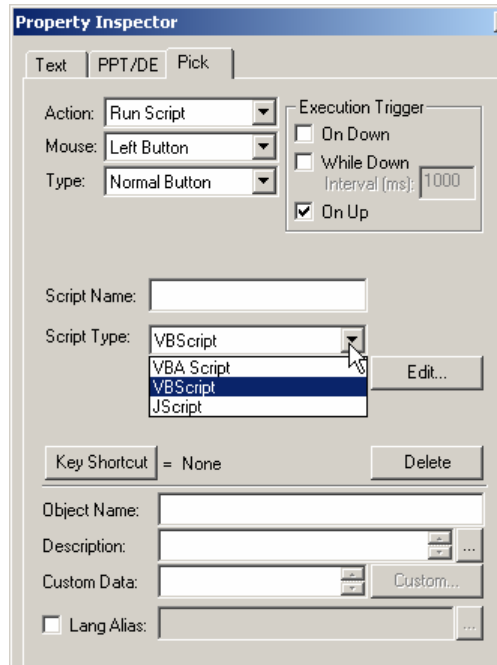 Property Inspector
Text PPT/DE Pick
Action: Run Script
Mouse: Left Button
Type: Normal Button
Execution Trigger
On Down
While Down
Interval (ms): 1000
On Up
Script Name:
Script Type: VBScript
VBA Script
VBScript
JScript
Edit...
Key Shortcut = None Delete
Object Name:
Description: ...
Custom Data: Custom...
Lang Alias: ...